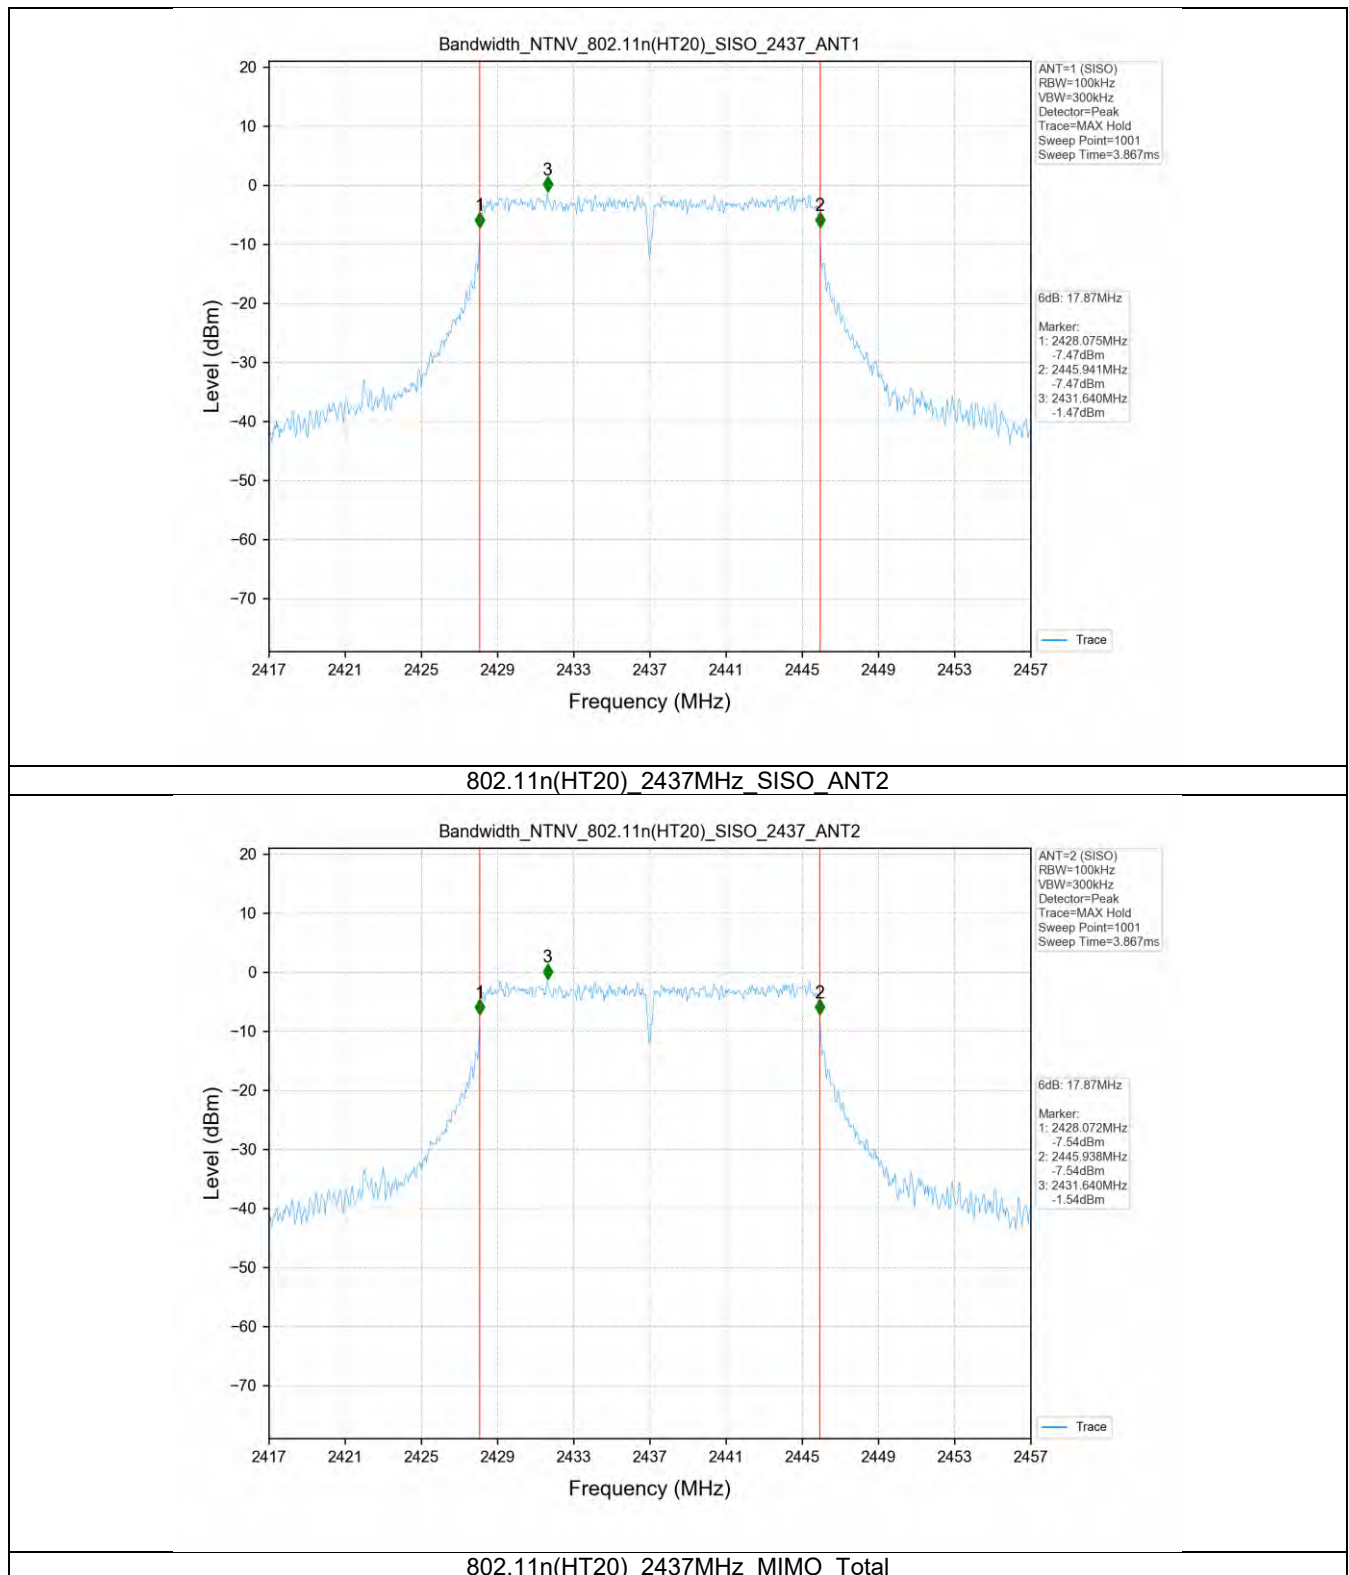 Bandwidth_NTNV_802.11n(HT20)_SISO_2437_ANT1
20
10
0
−10
−20
−30
−40
−50
−60
−70
Level (dBm)
1
2
3
2417 2421 2425 2429 2433 2437 2441 2445 2449 2453 2457
Frequency (MHz)
ANT=1 (SISO)
RBW=100kHz
VBW=300kHz
Detector=Peak
Trace=MAX Hold
Sweep Point=1001
Sweep Time=3.867ms
6dB: 17.87MHz
Marker:
1: 2428.075MHz
-7.47dBm
2: 2445.941MHz
-7.47dBm
3: 2431.640MHz
-1.47dBm
Trace
802.11n(HT20)_2437MHz_SISO_ANT2
Bandwidth_NTNV_802.11n(HT20)_SISO_2437_ANT2
20
10
0
−10
−20
−30
−40
−50
−60
−70
Level (dBm)
1
2
3
2417 2421 2425 2429 2433 2437 2441 2445 2449 2453 2457
Frequency (MHz)
ANT=2 (SISO)
RBW=100kHz
VBW=300kHz
Detector=Peak
Trace=MAX Hold
Sweep Point=1001
Sweep Time=3.867ms
6dB: 17.87MHz
Marker:
1: 2428.072MHz
-7.54dBm
2: 2445.938MHz
-7.54dBm
3: 2431.640MHz
-1.54dBm
Trace
802.11n(HT20)_2437MHz_MIMO_Total